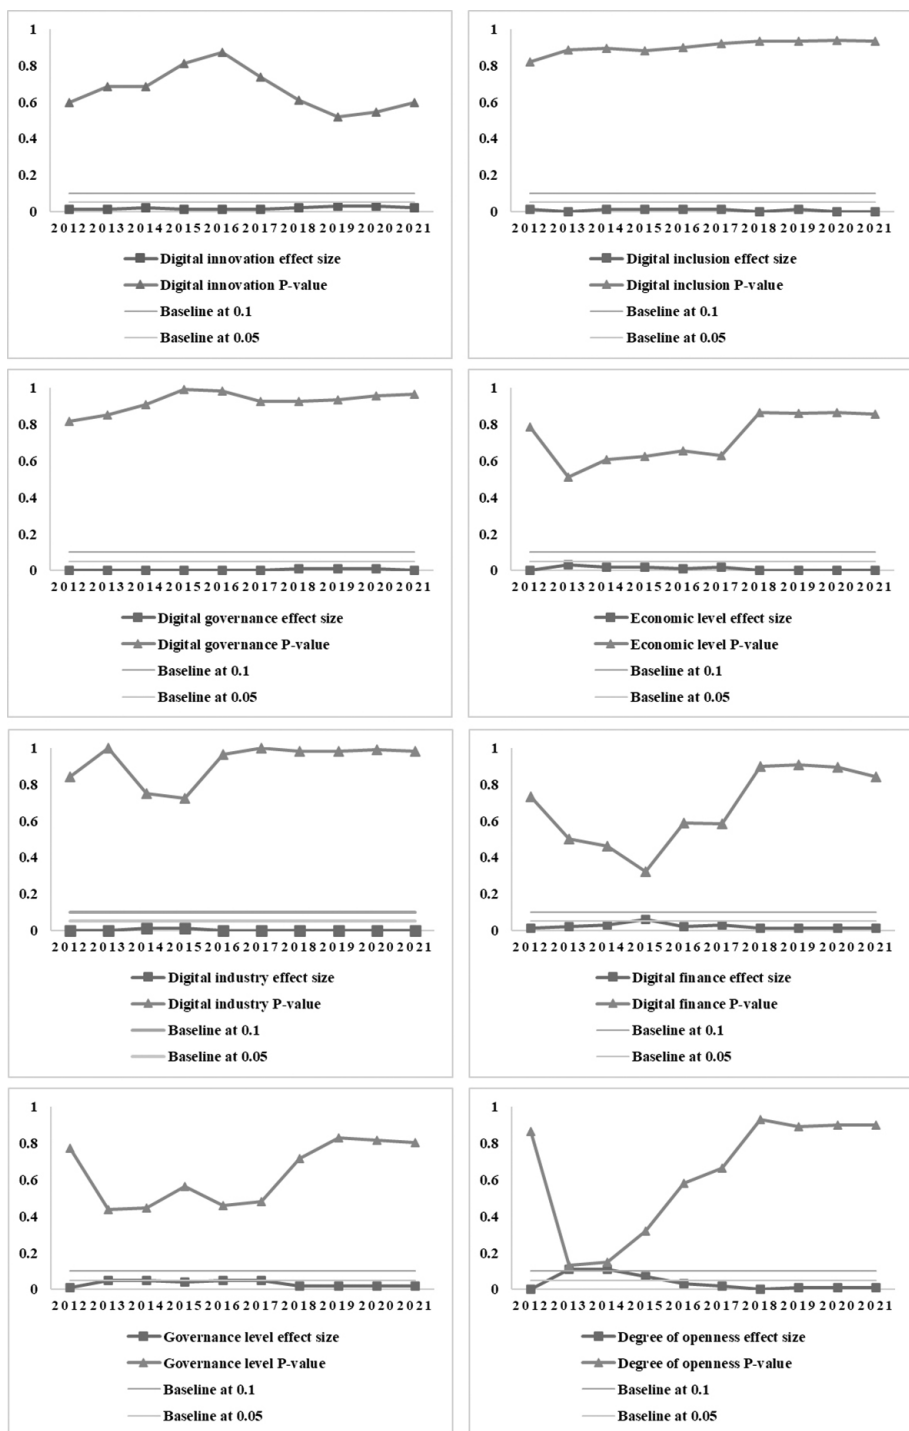 1
0.8
0.6
0.4
0.2
0
2012 2013 2014 2015 2016 2017 2018 2019 2020 2021
Digital innovation effect size
Digital innovation P-value
Baseline at 0.1
Baseline at 0.05
1
0.8
0.6
0.4
0.2
0
2012 2013 2014 2015 2016 2017 2018 2019 2020 2021
Digital inclusion effect size
Digital inclusion P-value
Baseline at 0.1
Baseline at 0.05
1
0.8
0.6
0.4
0.2
0
2012 2013 2014 2015 2016 2017 2018 2019 2020 2021
Digital governance effect size
Digital governance P-value
Baseline at 0.1
Baseline at 0.05
1
0.8
0.6
0.4
0.2
0
2012 2013 2014 2015 2016 2017 2018 2019 2020 2021
Economic level effect size
Economic level P-value
Baseline at 0.1
Baseline at 0.05
1
0.8
0.6
0.4
0.2
0
2012 2013 2014 2015 2016 2017 2018 2019 2020 2021
Digital industry effect size
Digital industry P-value
Baseline at 0.1
Baseline at 0.05
1
0.8
0.6
0.4
0.2
0
2012 2013 2014 2015 2016 2017 2018 2019 2020 2021
Digital finance effect size
Digital finance P-value
Baseline at 0.1
Baseline at 0.05
1
0.8
0.6
0.4
0.2
0
2012 2013 2014 2015 2016 2017 2018 2019 2020 2021
Governance level effect size
Governance level P-value
Baseline at 0.1
Baseline at 0.05
1
0.8
0.6
0.4
0.2
0
2012 2013 2014 2015 2016 2017 2018 2019 2020 2021
Degree of openness effect size
Degree of openness P-value
Baseline at 0.1
Baseline at 0.05